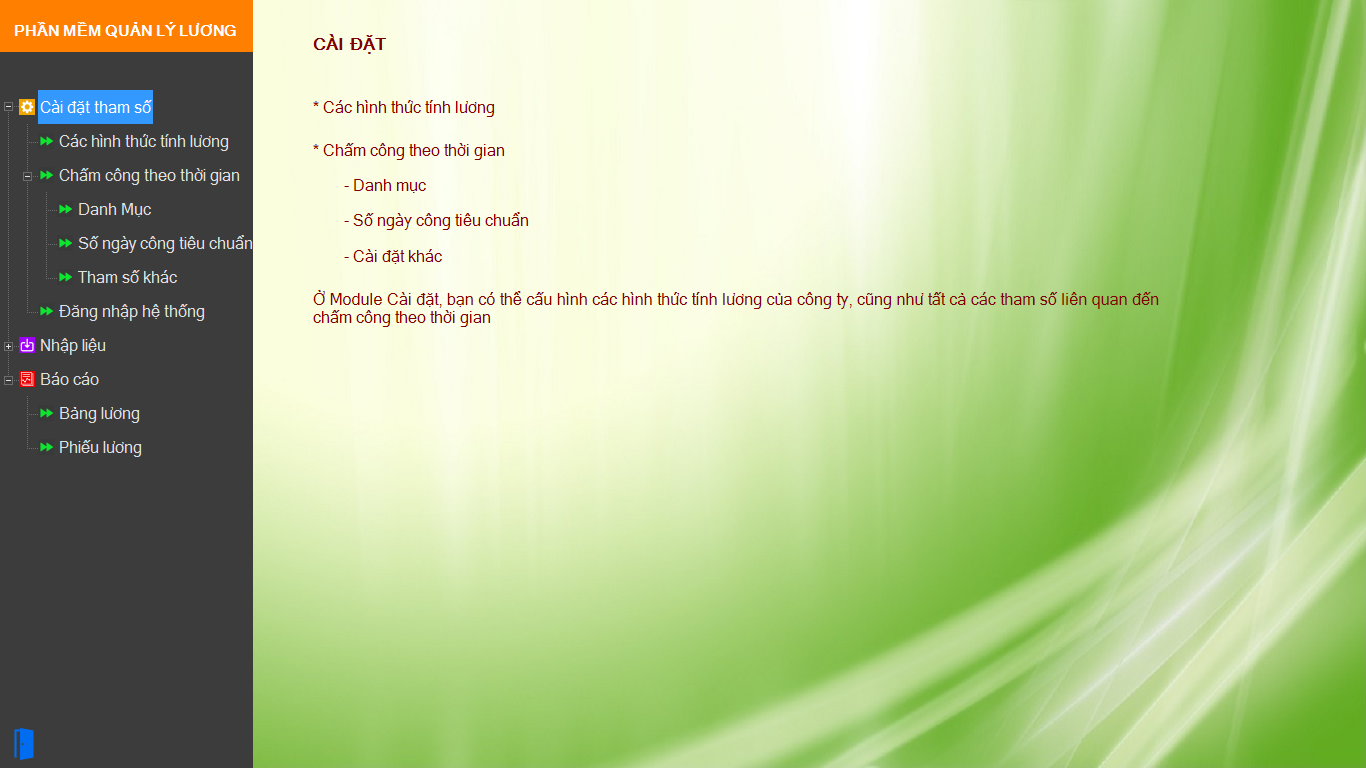 PHẦN MỀM QUẢN LÝ LƯƠNG
Cài đặt tham số
Các hình thức tính lương
Chấm công theo thời gian
Danh Mục
Số ngày công tiêu chuẩn
Tham số khác
Đăng nhập hệ thống
Nhập liệu
Báo cáo
Bảng lương
Phiếu lương
CÀI ĐẶT
* Các hình thức tính lương
* Chấm công theo thời gian
- Danh mục
- Số ngày công tiêu chuẩn
- Cài đặt khác
Ở Module Cài đặt, bạn có thể cấu hình các hình thức tính lương của công ty, cũng như tất cả các tham số liên quan đến
chấm công theo thời gian